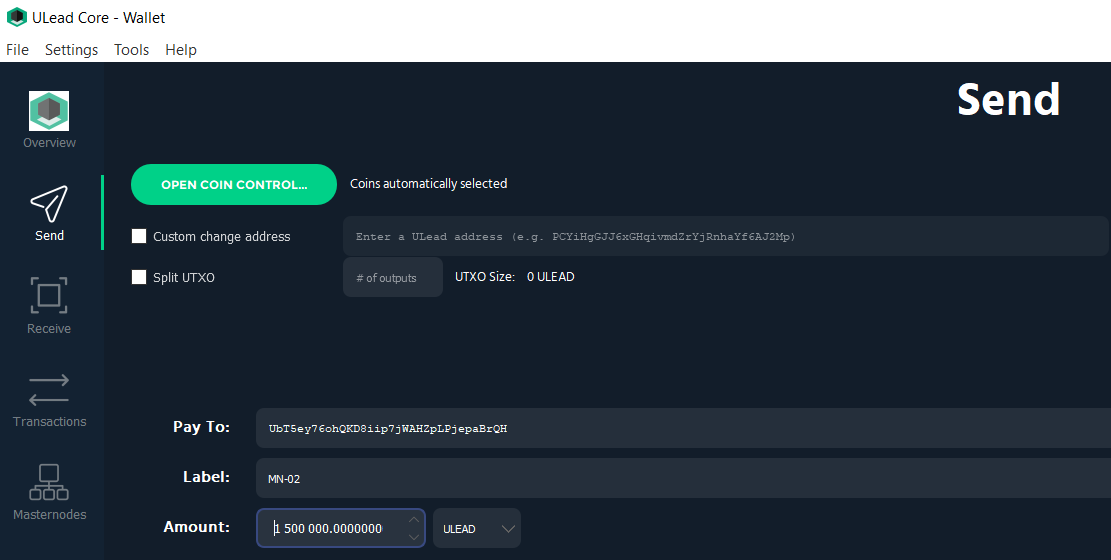 ULead Core - Wallet
File Settings Tools Help
Send
Overview
OPEN COIN CONTROL... Coins automatically selected
Send
Custom change address Enter a ULead address (e.g. PCYiHgGJJ6xGHqivmdZrYjRnhaYf6AJ2Mp)
Split UTXO # of outputs UTXO Size: 0 ULEAD
Receive
Transactions
Pay To: UbT5ey76ohQKD8iip7jWAHZpLPjepaBrQH
Label: MN-02
Masternodes
Amount: 1 500 000.0000000 ULEAD